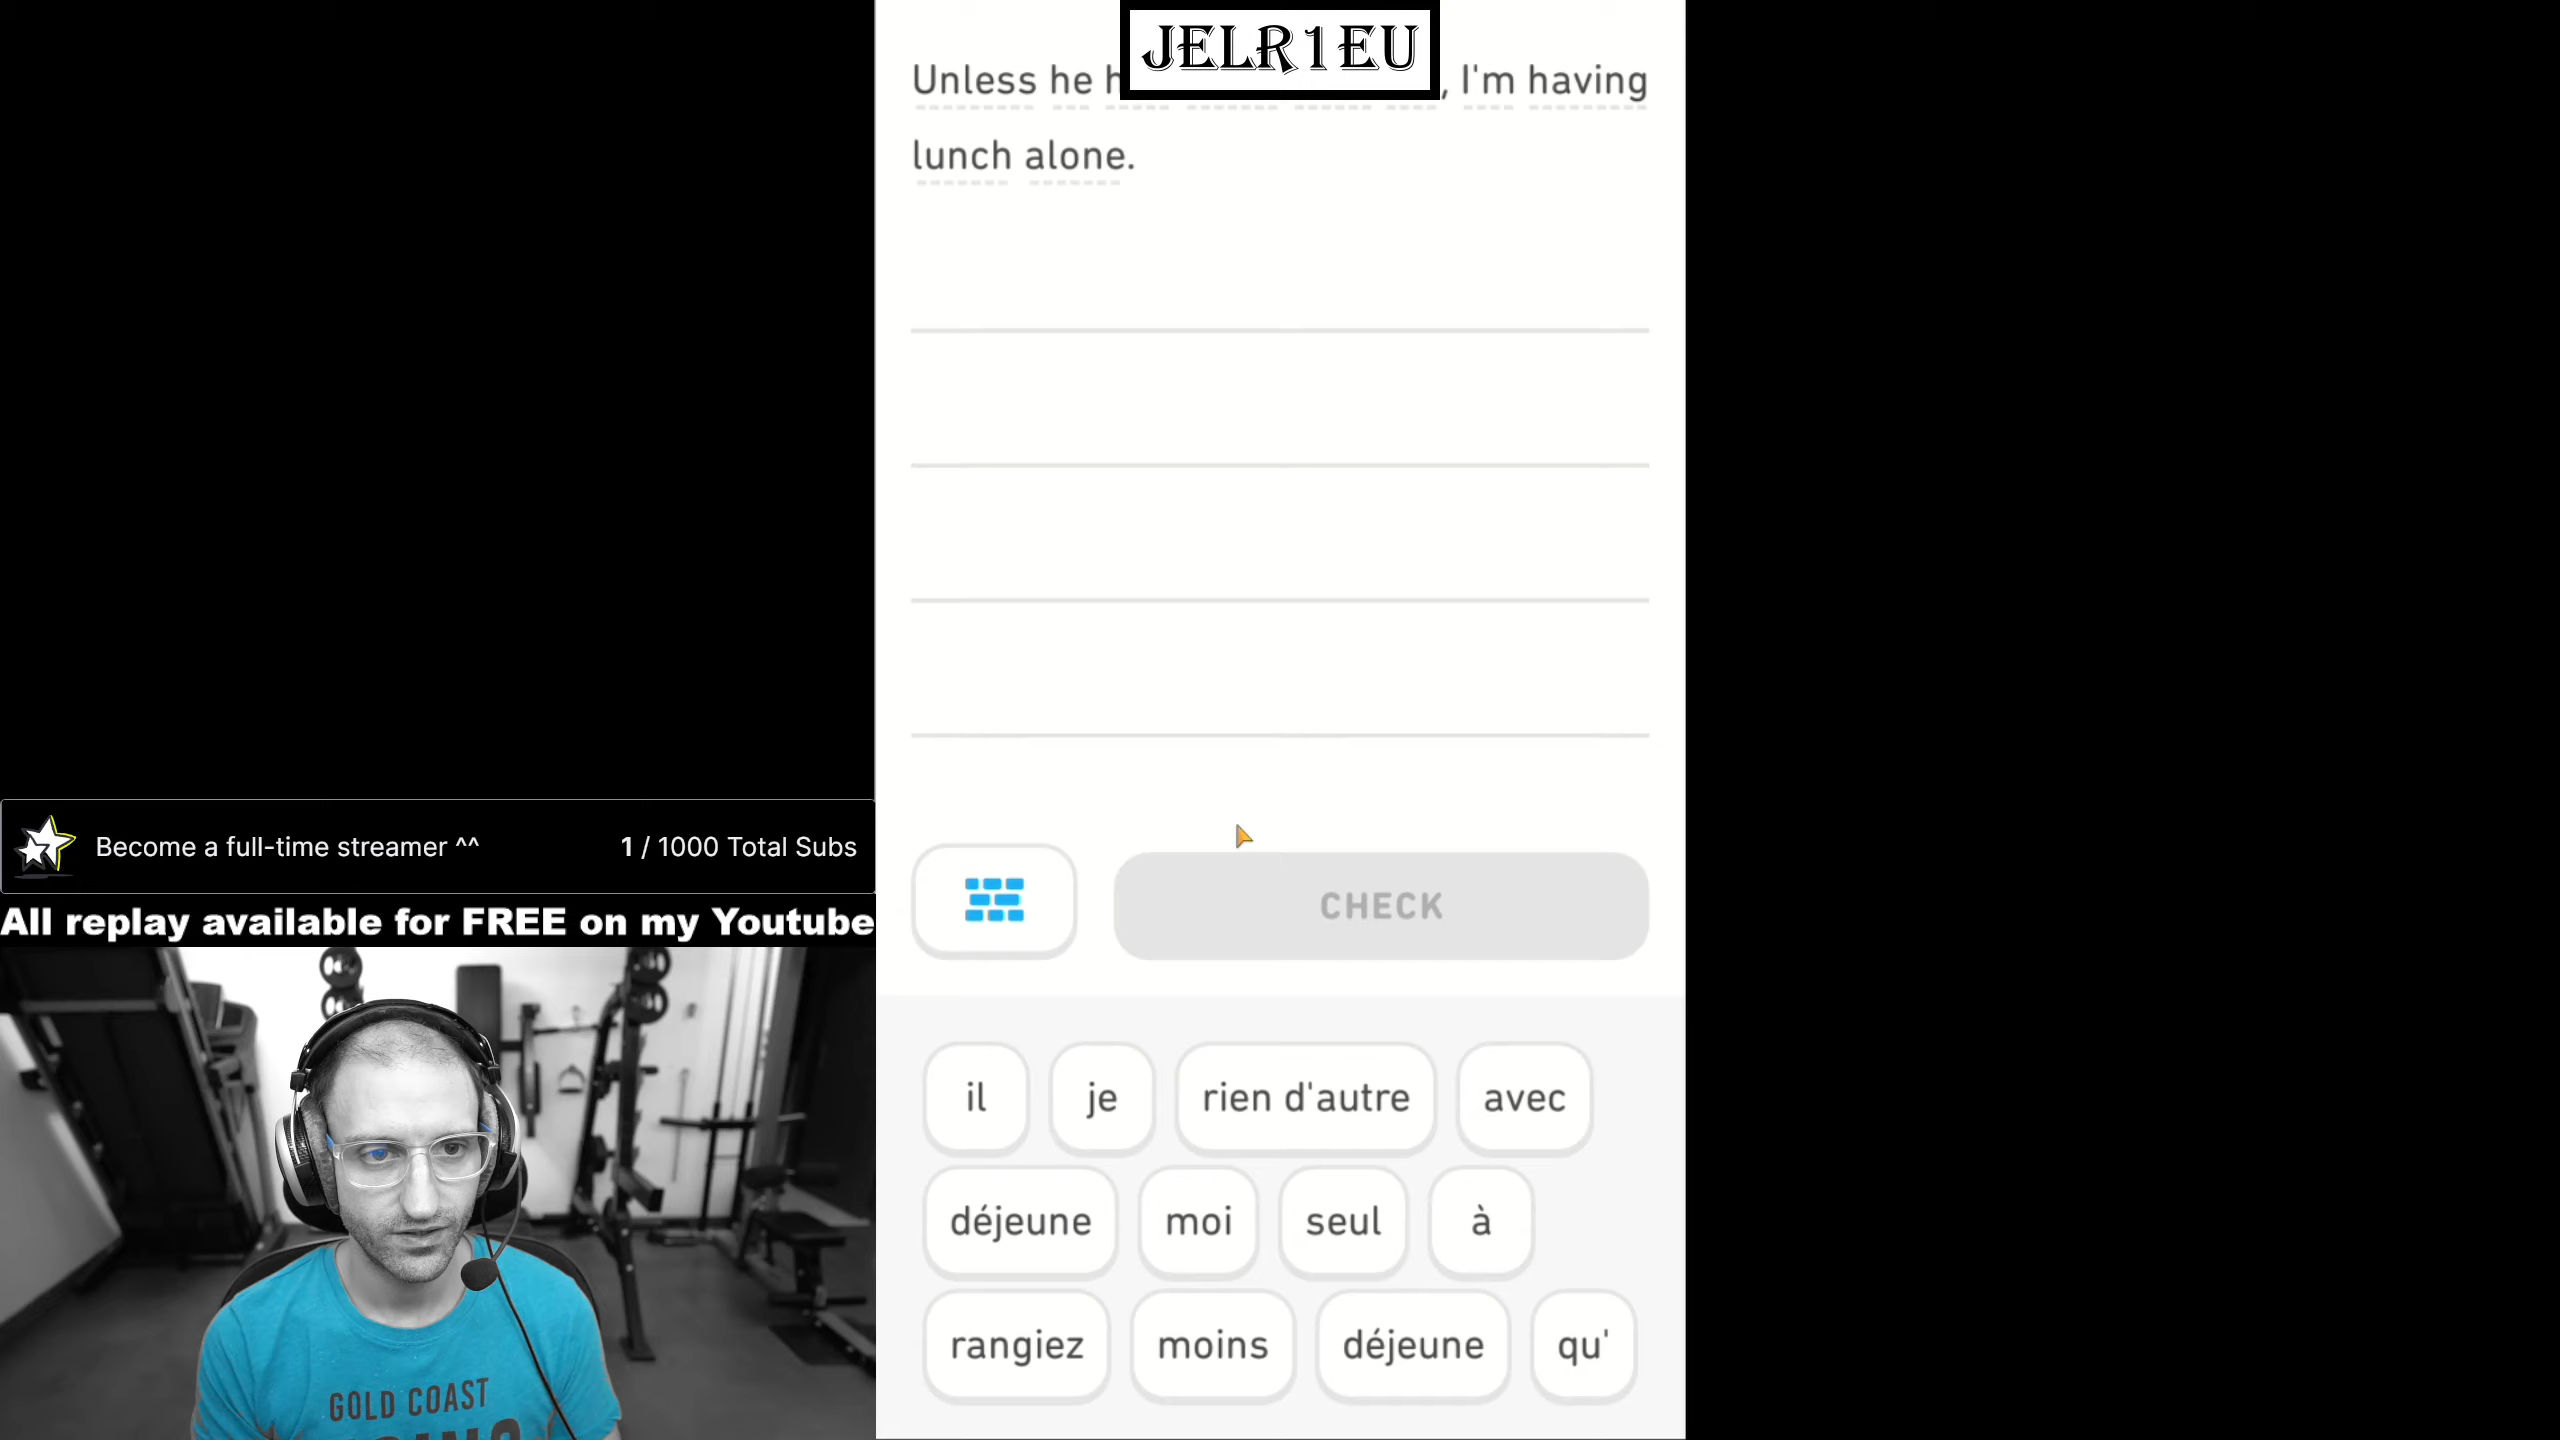 JELR1EU
Unless he , I'm having
lunch alone.
Become a full-time streamer ^^ 1 / 1000 Total Subs
All replay available for FREE on my Youtube
CHECK
il je rien d'autre avec
déjeune moi seul à
rangiez moins déjeune qu'
GOLD COAST